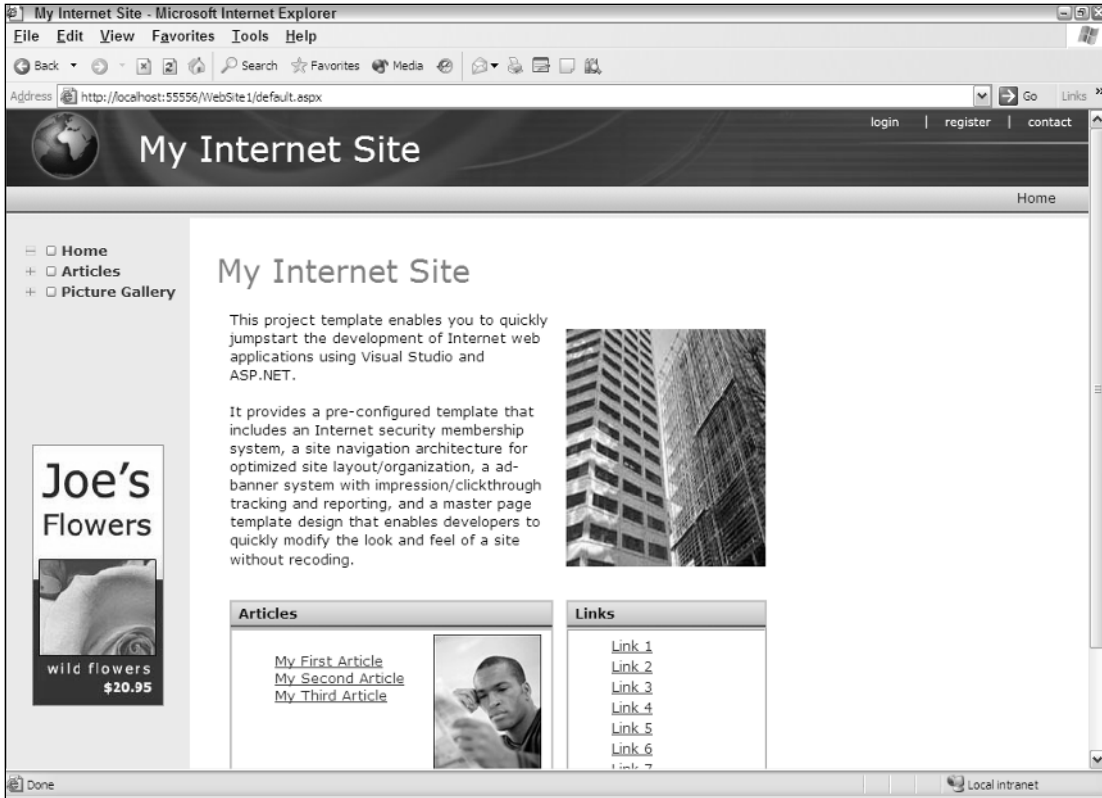 My Internet Site - Microsoft Internet Explorer
File Edit View Favorites Tools Help
Back Search Favorites Media
Address http://localhost:55556/WebSite1/default.aspx Go Links »
My Internet Site
login | register | contact
Home
Home
Articles
Picture Gallery
My Internet Site
This project template enables you to quickly
jumpstart the development of Internet web
applications using Visual Studio and
ASP.NET.
It provides a pre-configured template that
includes an Internet security membership
system, a site navigation architecture for
optimized site layout/organization, a ad-
banner system with impression/clickthrough
tracking and reporting, and a master page
template design that enables developers to
quickly modify the look and feel of a site
without recoding.
Joe's
Flowers
wild flowers
$20.95
Articles
My First Article
My Second Article
My Third Article
Links
Link 1
Link 2
Link 3
Link 4
Link 5
Link 6
Link 7
Done
Local intranet